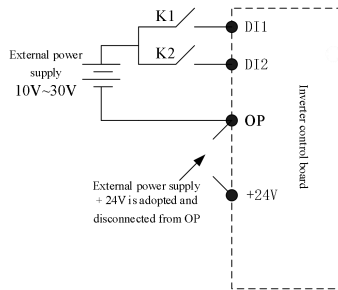 K1
DI1
K2
DI2
External power
supply
10V~30V
OP
Inverter control board
External power supply
+ 24V is adopted and
disconnected from OP
+24V